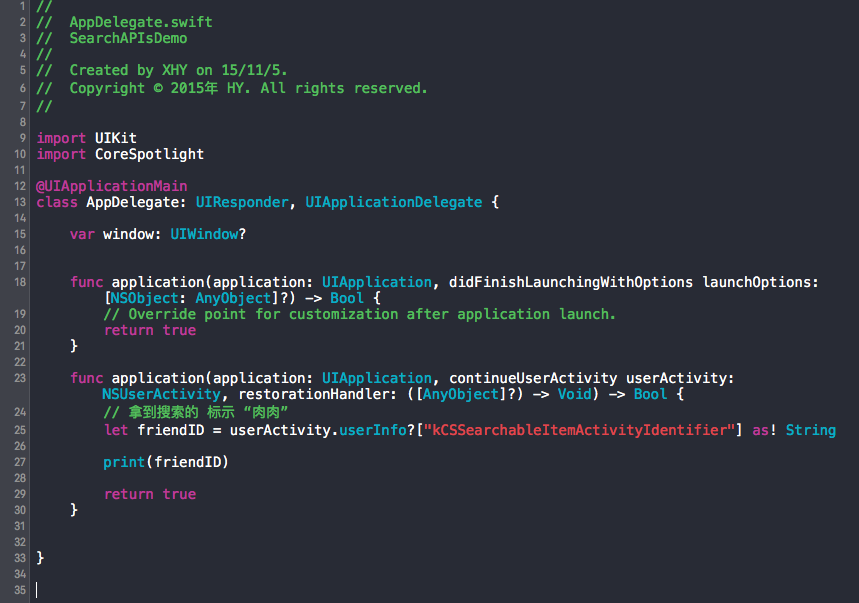 1 //
2 //  AppDelegate.swift
3 //  SearchAPIsDemo
4 //
5 //  Created by XHY on 15/11/5.
6 //  Copyright © 2015年 HY. All rights reserved.
7 //
8
9 import UIKit
10 import CoreSpotlight
11
12 @UIApplicationMain
13 class AppDelegate: UIResponder, UIApplicationDelegate {
14
15     var window: UIWindow?
16
17
18     func application(application: UIApplication, didFinishLaunchingWithOptions launchOptions:
        [NSObject: AnyObject]?) -> Bool {
19         // Override point for customization after application launch.
20         return true
21     }
22
23     func application(application: UIApplication, continueUserActivity userActivity:
        NSUserActivity, restorationHandler: ([AnyObject]?) -> Void) -> Bool {
24         // 拿到搜索的 标示 “肉肉”
25         let friendID = userActivity.userInfo?["kCSSearchableItemActivityIdentifier"] as! String
26
27         print(friendID)
28
29         return true
30     }
31
32
33 }
34
35